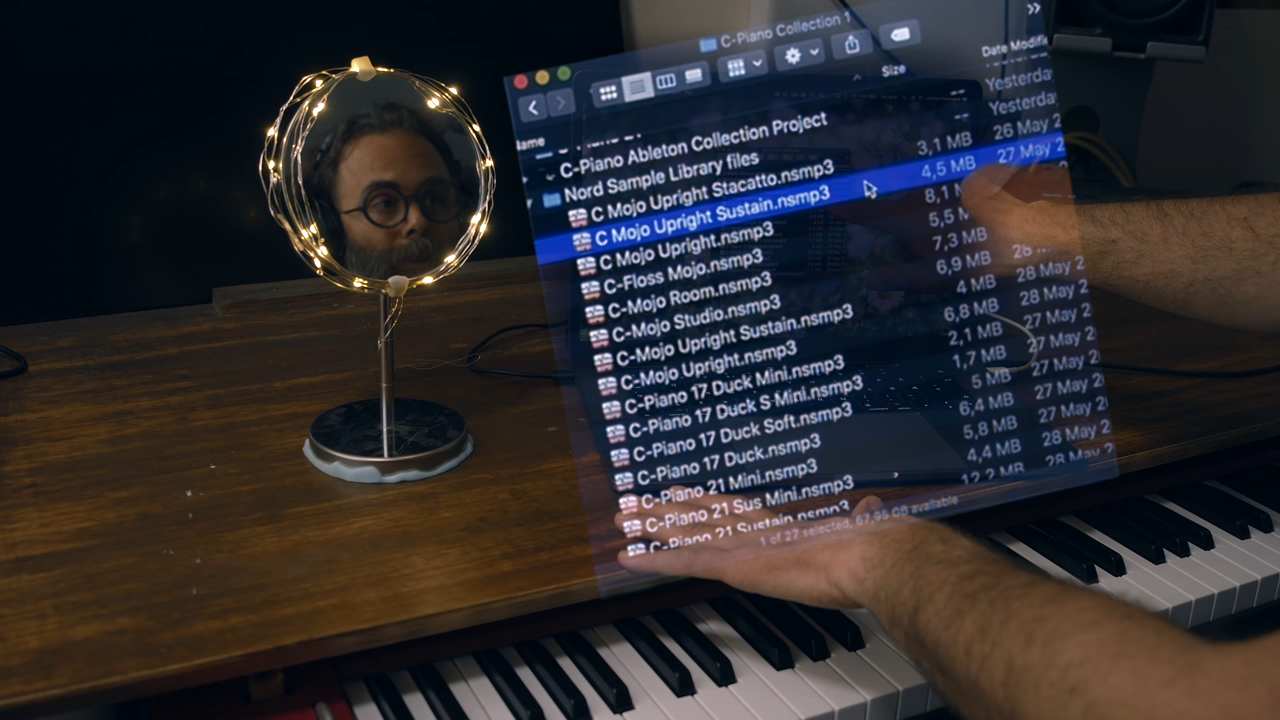 C-Piano Collection 1
ame Size Date Modifi
Yesterda
C-Piano Ableton Collection Project -- Yesterda
Nord Sample Library files --
C Mojo Upright Stacatto.nsmp3 3,1 MB 26 May 2
C Mojo Upright Sustain.nsmp3 4,5 MB 27 May 2
C Mojo Upright.nsmp3 8,1 M
C-Floss Mojo.nsmp3 5,5 M
C-Mojo Room.nsmp3 7,3 MB
C-Mojo Studio.nsmp3 6,9 MB 28 M
C-Mojo Upright Sustain.nsmp3 4 MB 28 May 2
C-Mojo Upright.nsmp3 6,8 MB 28 May 2
C-Piano 17 Duck Mini.nsmp3 2,1 MB 27 May 2
C-Piano 17 Duck S Mini.nsmp3 1,7 MB 27 May 2
C-Piano 17 Duck Soft.nsmp3 5 MB 27 May 2
C-Piano 17 Duck.nsmp3 6,4 MB 27 May 2
C-Piano 21 Mini.nsmp3 5,8 MB 27 May 2
C-Piano 21 Sus Mini.nsmp3 4,4 MB 28 May 2
C-Piano 21 Sustain.nsmp3 12,2 MB 28 May 2
1 of 27 selected, 67,95 GB available